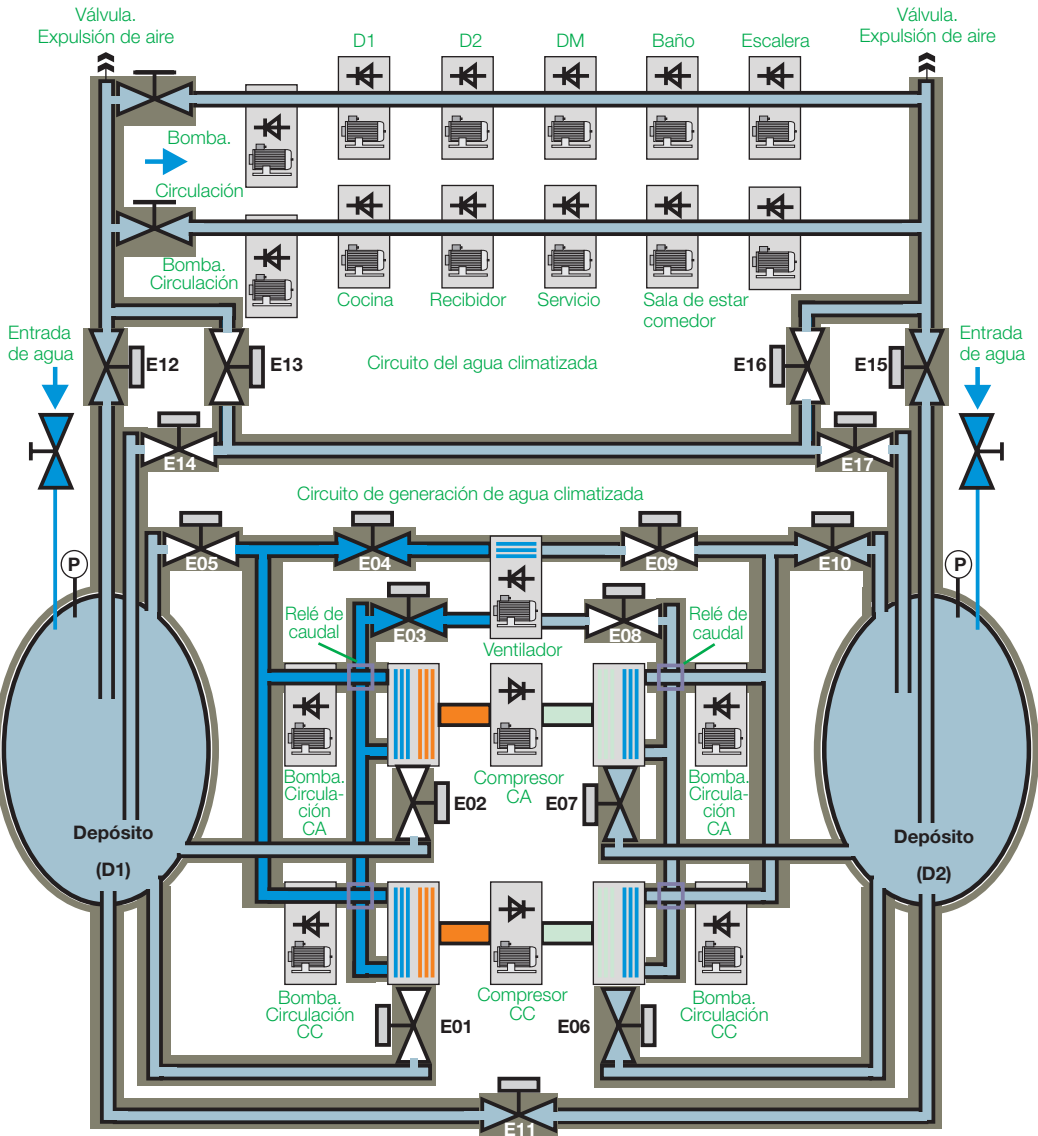 Válvula.
Expulsión de aire
D1
D2
DM
Baño
Escalera
Válvula.
Expulsión de aire
Bomba.
Circulación
Bomba.
Circulación
Cocina
Recibidor
Servicio
Sala de estar
comedor
Entrada
de agua
E12
E13
Circuito del agua climatizada
E16
E15
Entrada
de agua
E14
E17
Circuito de generación de agua climatizada
E05
E04
E09
E10
P
P
Relé de
caudal
E03
E08
Relé de
caudal
Ventilador
Bomba.
Circula-
ción
CA
E02
Compresor
CA
E07
Bomba.
Circula-
ción
CA
Depósito
(D1)
Depósito
(D2)
Bomba.
Circulación
CC
E01
Compresor
CC
E06
Bomba.
Circulación
CC
E11